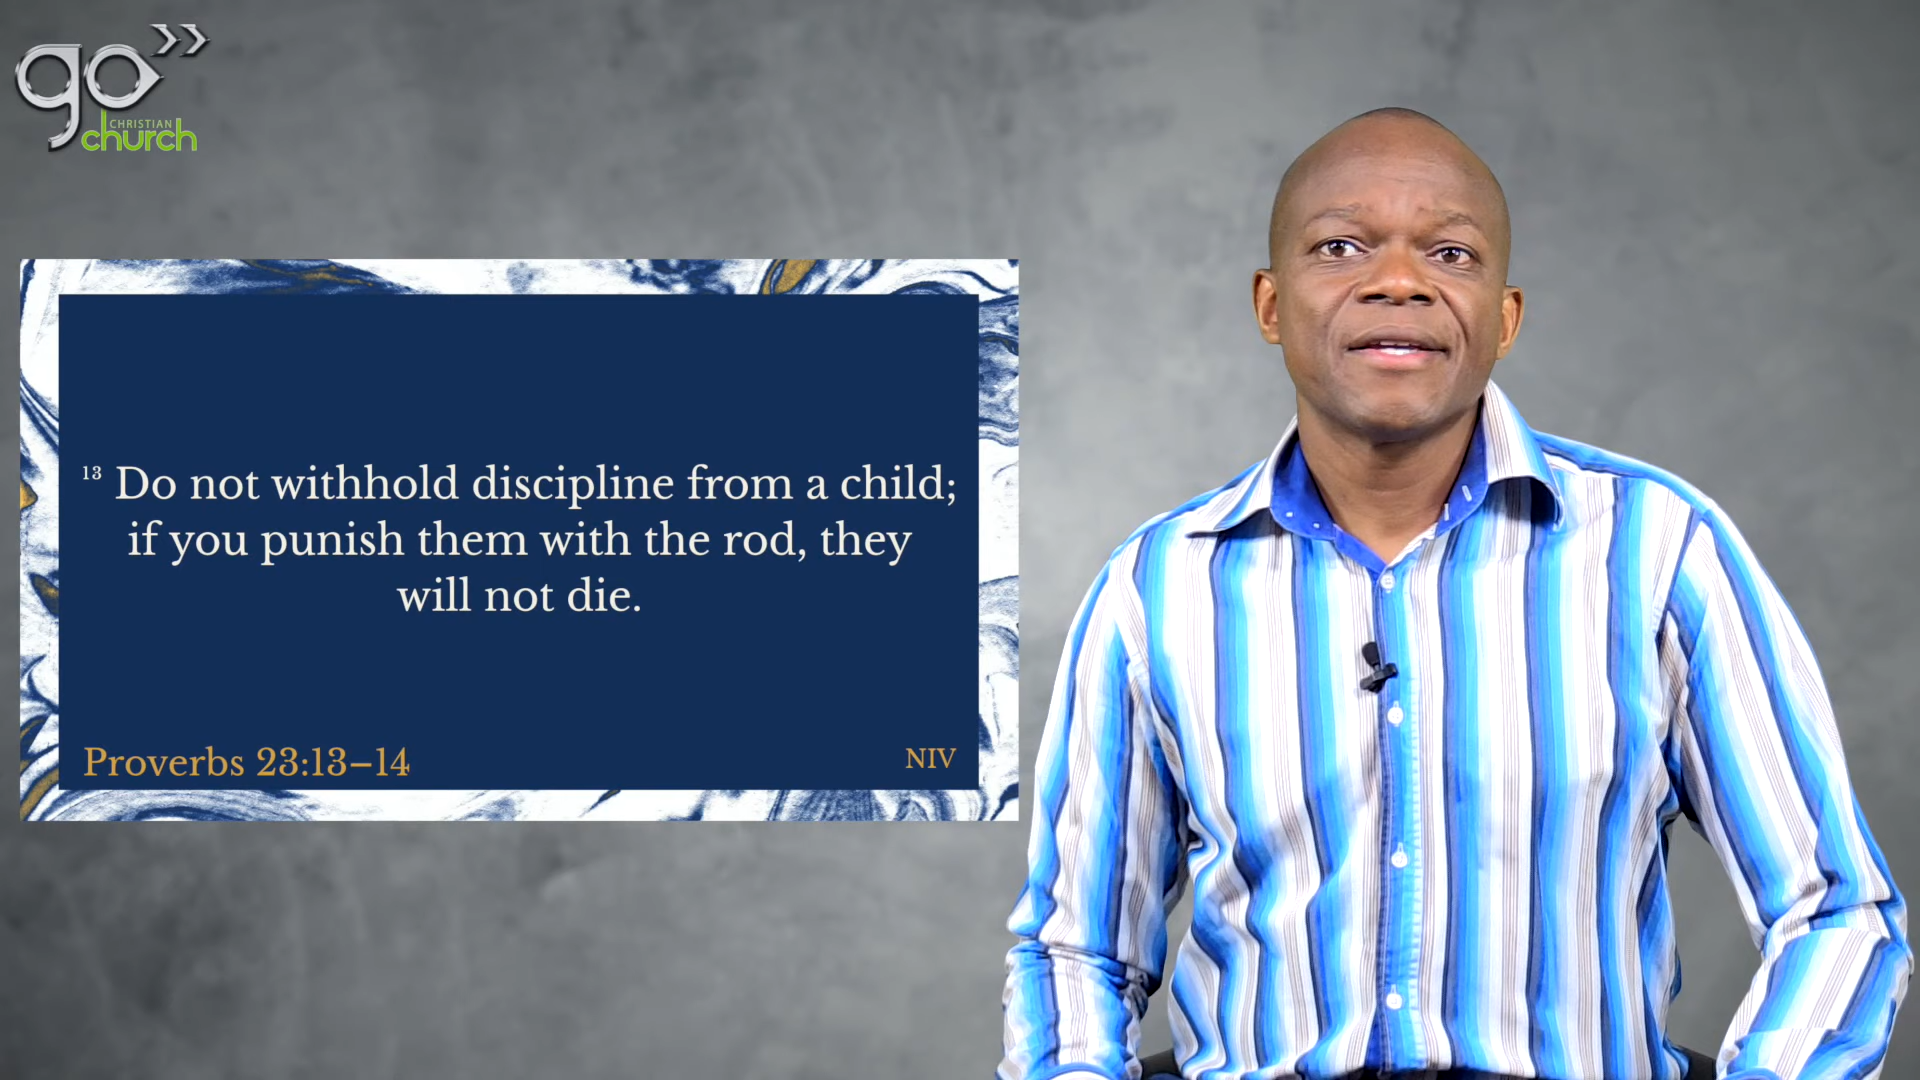 go
CHRISTIAN
church
¹³ Do not withhold discipline from a child;
if you punish them with the rod, they
will not die.
Proverbs 23:13–14
NIV